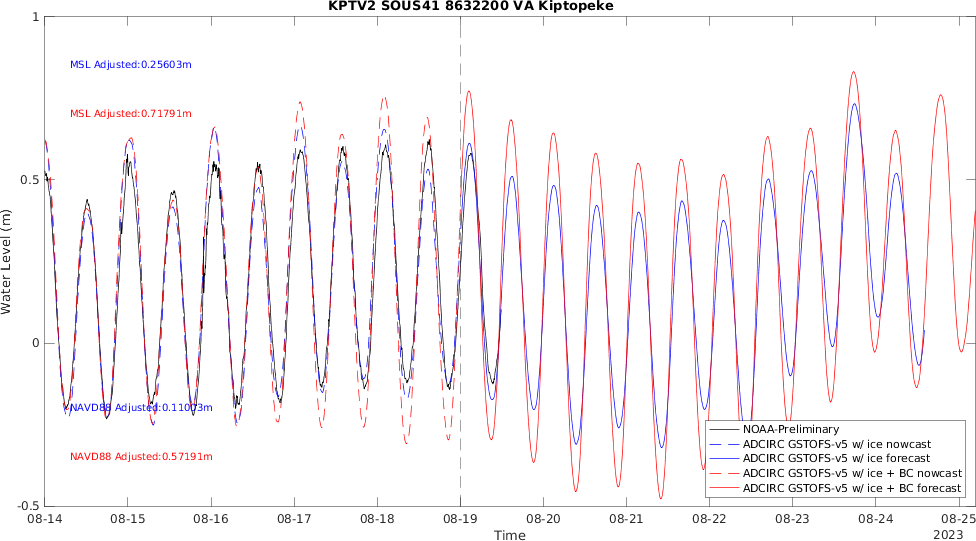 KPTV2 SOUS41 8632200 VA Kiptopeke
1
MSL Adjusted:0.25603m
MSL Adjusted:0.71791m
0.5
Water Level (m)
0
NAVD88 Adjusted:0.11003m
NAVD88 Adjusted:0.57191m
-0.5
NOAA-Preliminary
ADCIRC GSTOFS-v5 w/ ice nowcast
ADCIRC GSTOFS-v5 w/ ice forecast
ADCIRC GSTOFS-v5 w/ ice + BC nowcast
ADCIRC GSTOFS-v5 w/ ice + BC forecast
08-14 08-15 08-16 08-17 08-18 08-19 08-20 08-21 08-22 08-23 08-24 08-25
Time
2023